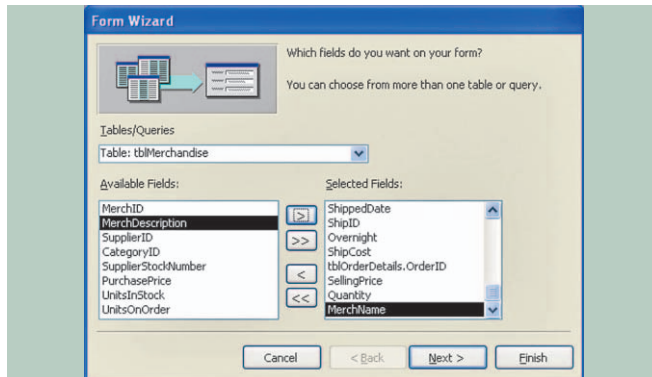 Form Wizard
Which fields do you want on your form?
You can choose from more than one table or query.
Tables/Queries
Table: tblMerchandise
Available Fields:
Selected Fields:
MerchID
MerchDescription
SupplierID
CategoryID
SupplierStockNumber
PurchasePrice
UnitsInStock
UnitsOnOrder
>
>>
<
<<
ShippedDate
ShipID
Overnight
ShipCost
tblOrderDetails.OrderID
SellingPrice
Quantity
MerchName
Cancel
< Back
Next >
Finish